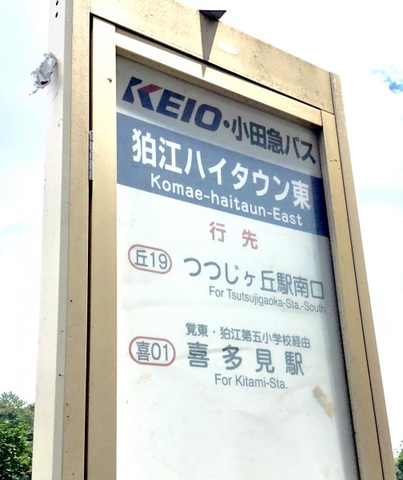 KEIO・小田急バス
狛江ハイタウン東
Komae-haitaun-East
行先
丘19 つつじヶ丘駅南口
For Tsutsujigaoka-Sta.-South
覚東・狛江第五小学校経由
喜01 喜多見駅
For Kitami-Sta.